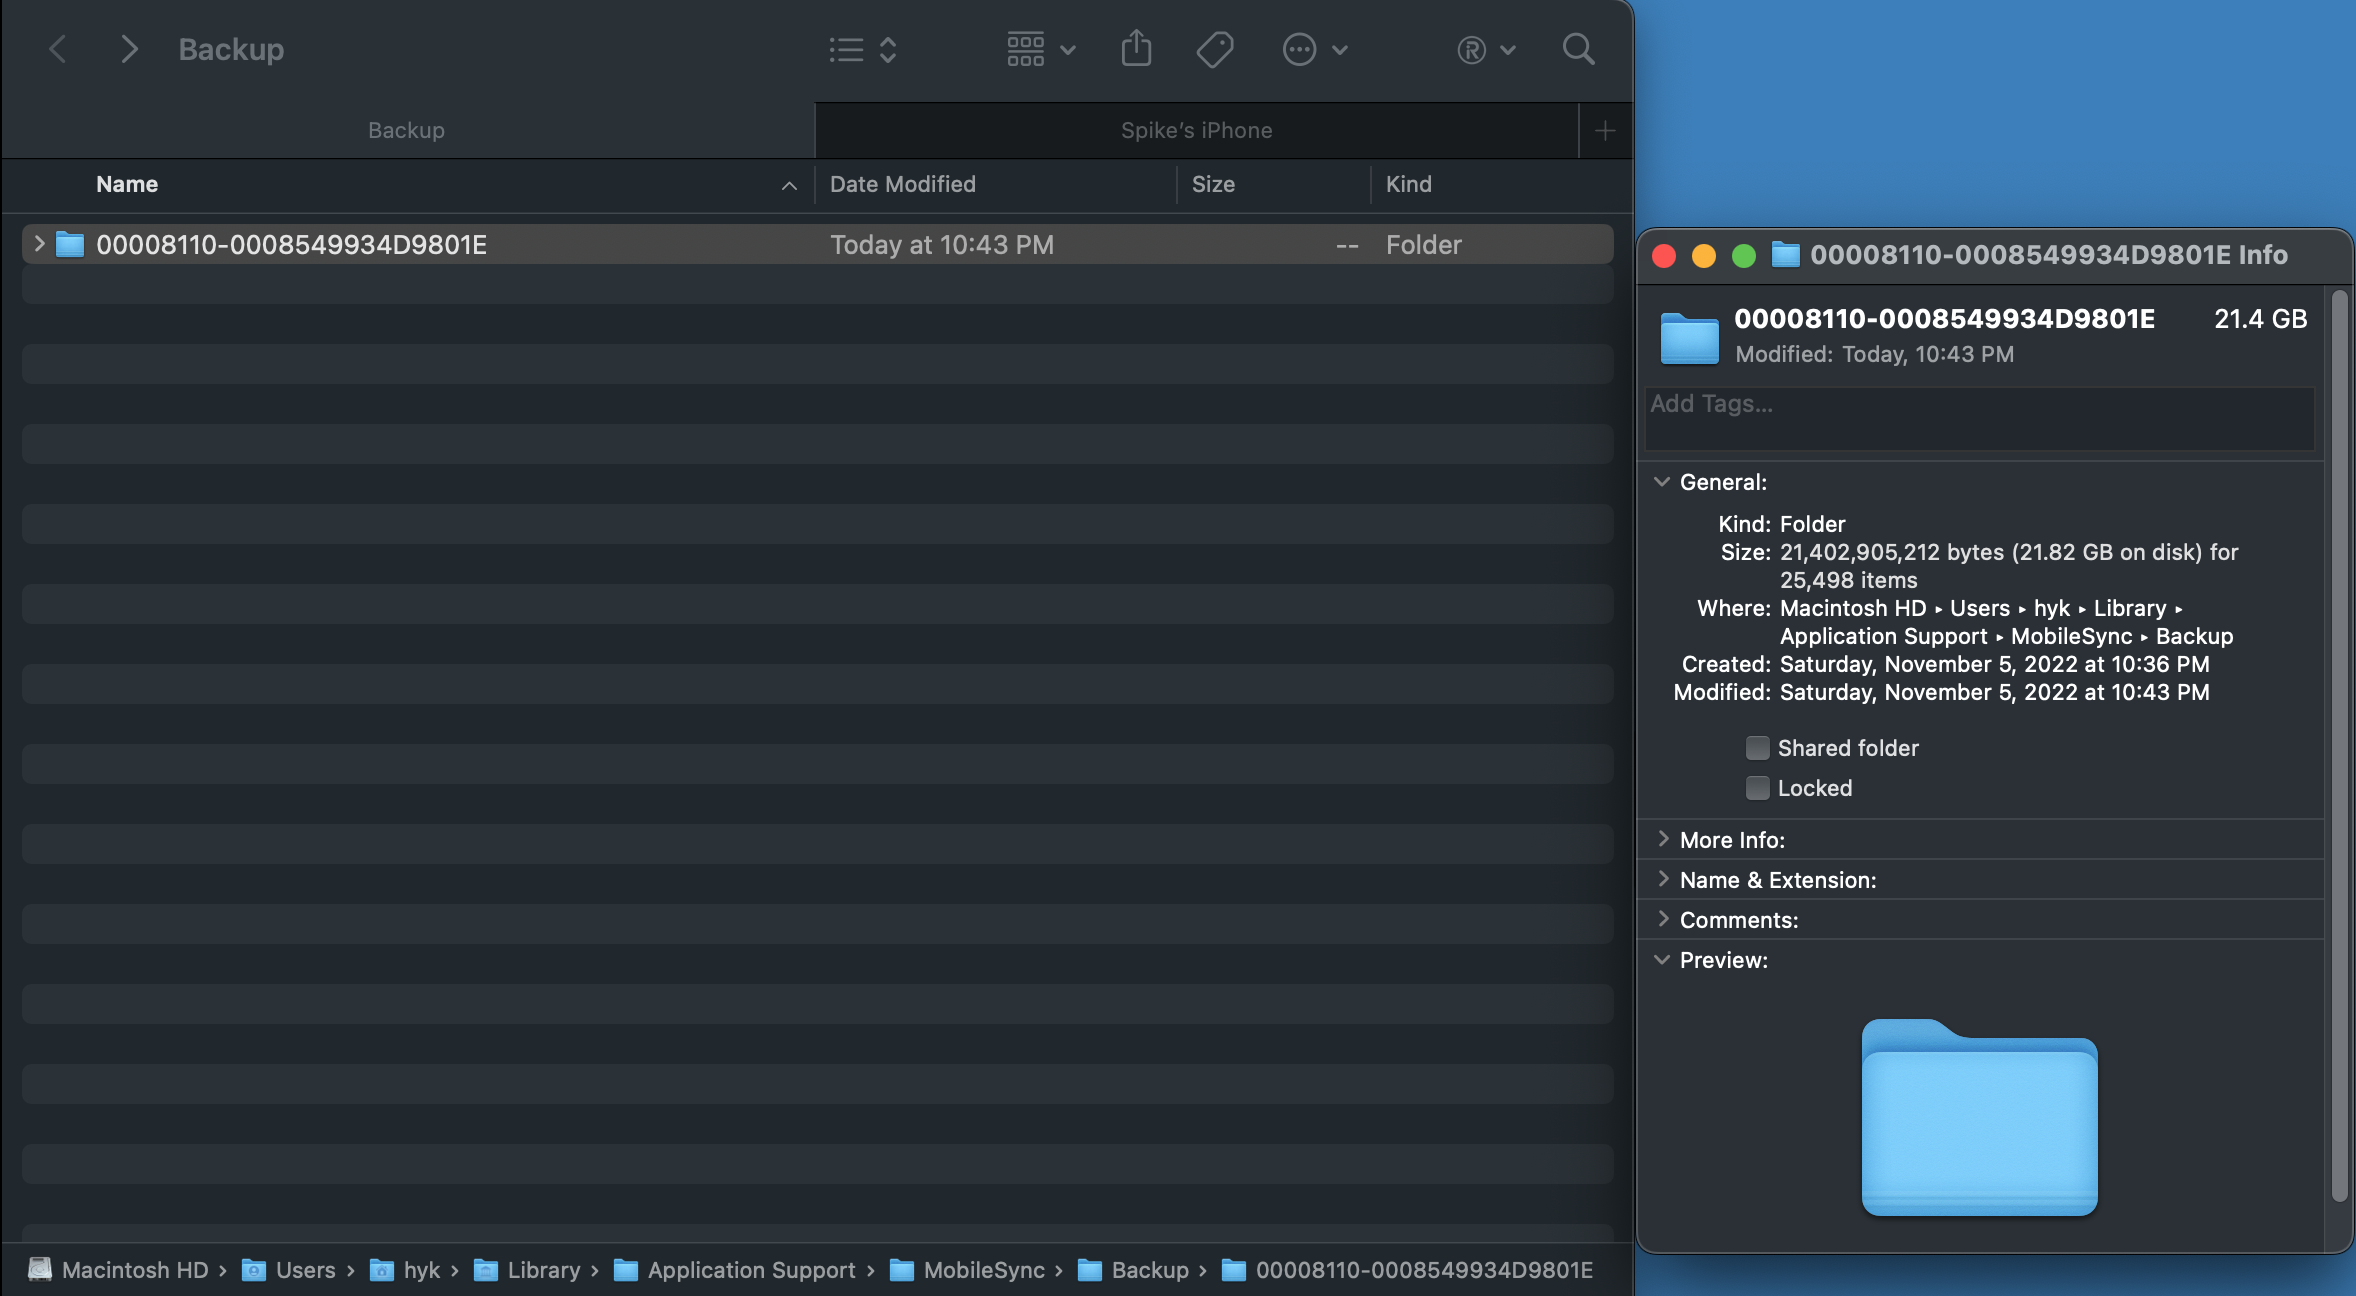 Backup
Backup
Spike’s iPhone
Name
Date Modified
Size
Kind
00008110-0008549934D9801E
Today at 10:43 PM
--
Folder
Macintosh HD › Users › hyk › Library › Application Support › MobileSync › Backup › 00008110-0008549934D9801E
00008110-0008549934D9801E Info
00008110-0008549934D9801E 21.4 GB
Modified: Today, 10:43 PM
Add Tags...
General:
Kind: Folder
Size: 21,402,905,212 bytes (21.82 GB on disk) for
25,498 items
Where: Macintosh HD ▸ Users ▸ hyk ▸ Library ▸
Application Support ▸ MobileSync ▸ Backup
Created: Saturday, November 5, 2022 at 10:36 PM
Modified: Saturday, November 5, 2022 at 10:43 PM
Shared folder
Locked
More Info:
Name & Extension:
Comments:
Preview: